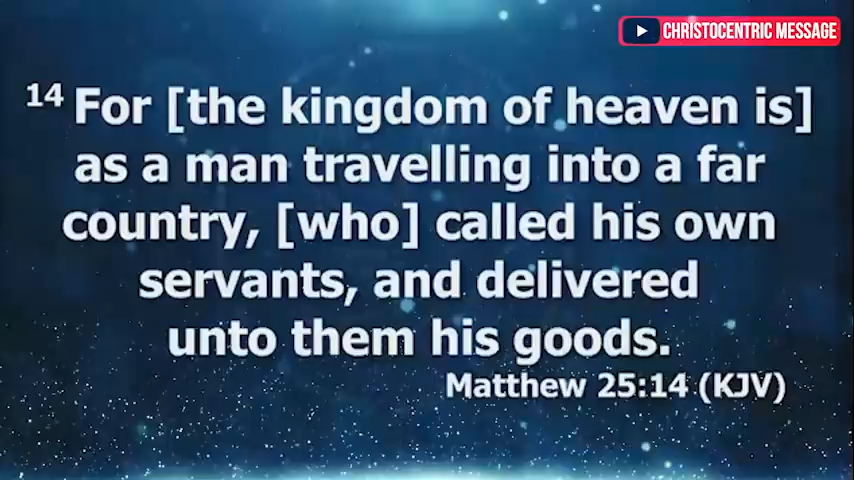 CHRISTOCENTRIC MESSAGE
14 For [the kingdom of heaven is]
as a man travelling into a far
country, [who] called his own
servants, and delivered
unto them his goods.
Matthew 25:14 (KJV)